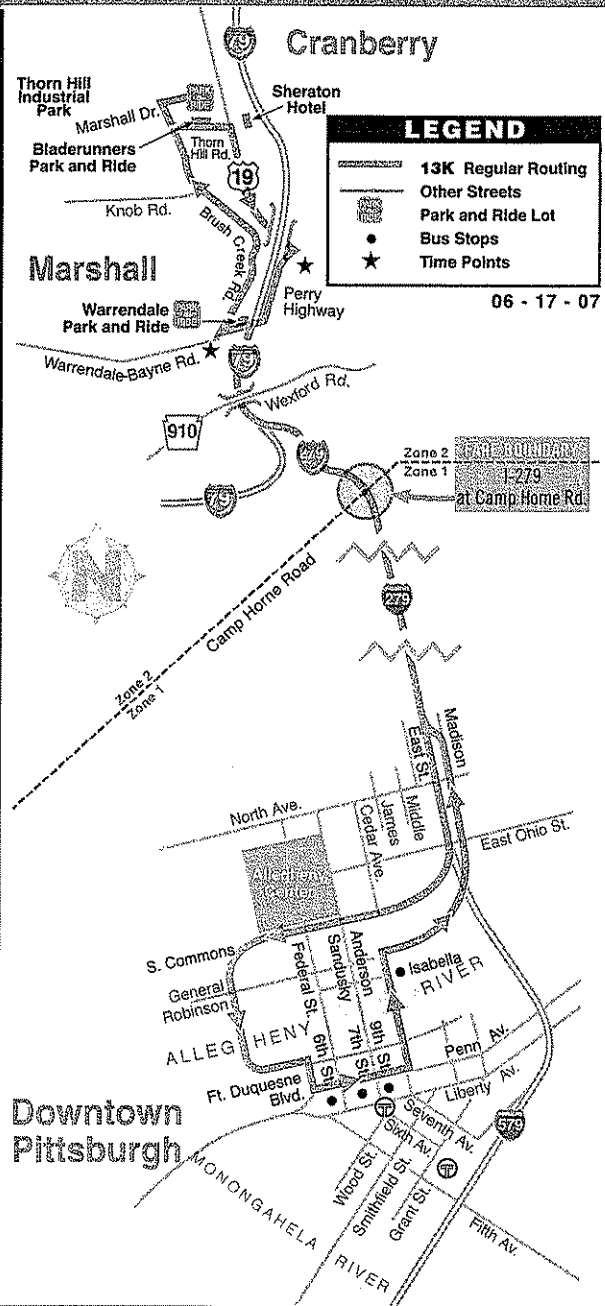 79
Cranberry
Thorn Hill
Industrial
Park
Sheraton
Hotel
PARK
RIDE
Marshall Dr.
Bladerunners
Park and Ride
Thorn
Hill Rd.
19
Knob Rd.
Brush Creek Rd.
LEGEND
13K Regular Routing
Other Streets
Park and Ride Lot
Bus Stops
Time Points
06 - 17 - 07
Marshall
Perry
Highway
Warrendale
Park and Ride
Warrendale-Bayne Rd.
79
Wexford Rd.
910
279
79
Zone 2
Zone 1
FARE BOUNDARY
I-279
at Camp Horne Rd.
N
Camp Horne Road
279
Zone 2
Zone 1
Madison
East St.
Middle
James
Cedar Ave.
North Ave.
East Ohio St.
Allegheny
Center
S. Commons
Anderson
Sandusky
Federal St.
Isabella
General
Robinson
ALLEGHENY
RIVER
6th St.
7th St.
9th St.
Penn Av.
Liberty Av.
Ft. Duquesne
Blvd.
Seventh Av.
T
Sixth Av.
Downtown
Pittsburgh
579
Wood St.
Smithfield St.
Grant St.
T
Fifth Av.
MONONGAHELA
RIVER